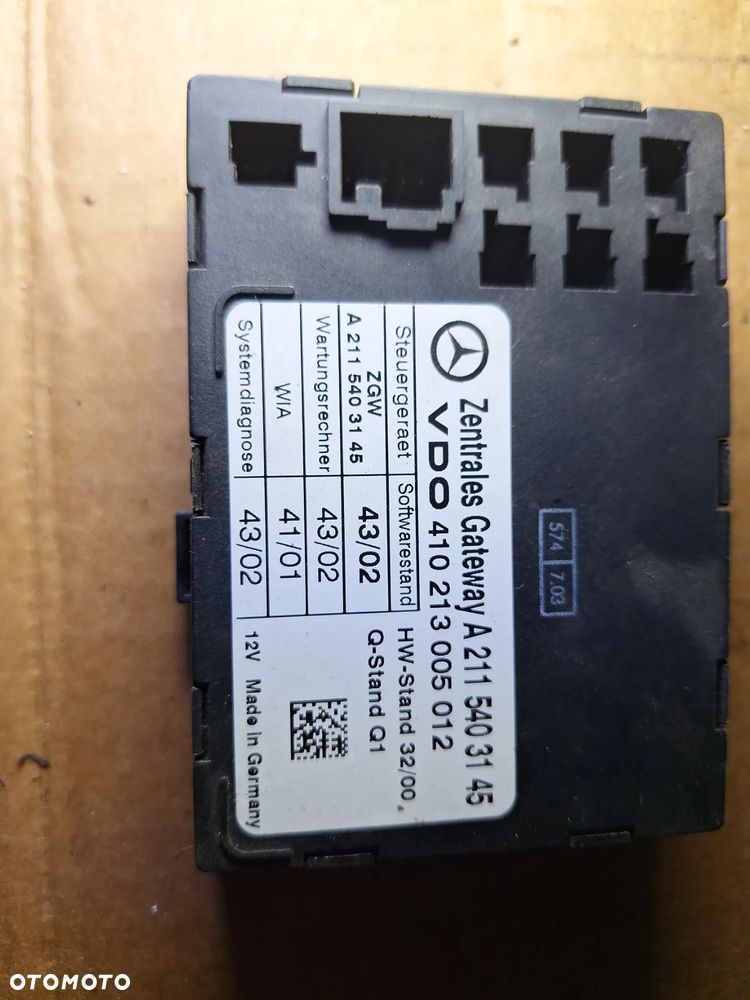 Zentrales Gateway A 211 540 31 45
VDO 410 213 005 012
Steuergeraet Softwarestand HW-Stand 32/00
ZGW
A 211 540 31 45 43/02 Q-Stand Q1
Wartungsrechner 43/02
WIA 41/01
Systemdiagnose 43/02 12V Made in Germany
574 7.03
OTOMOTO